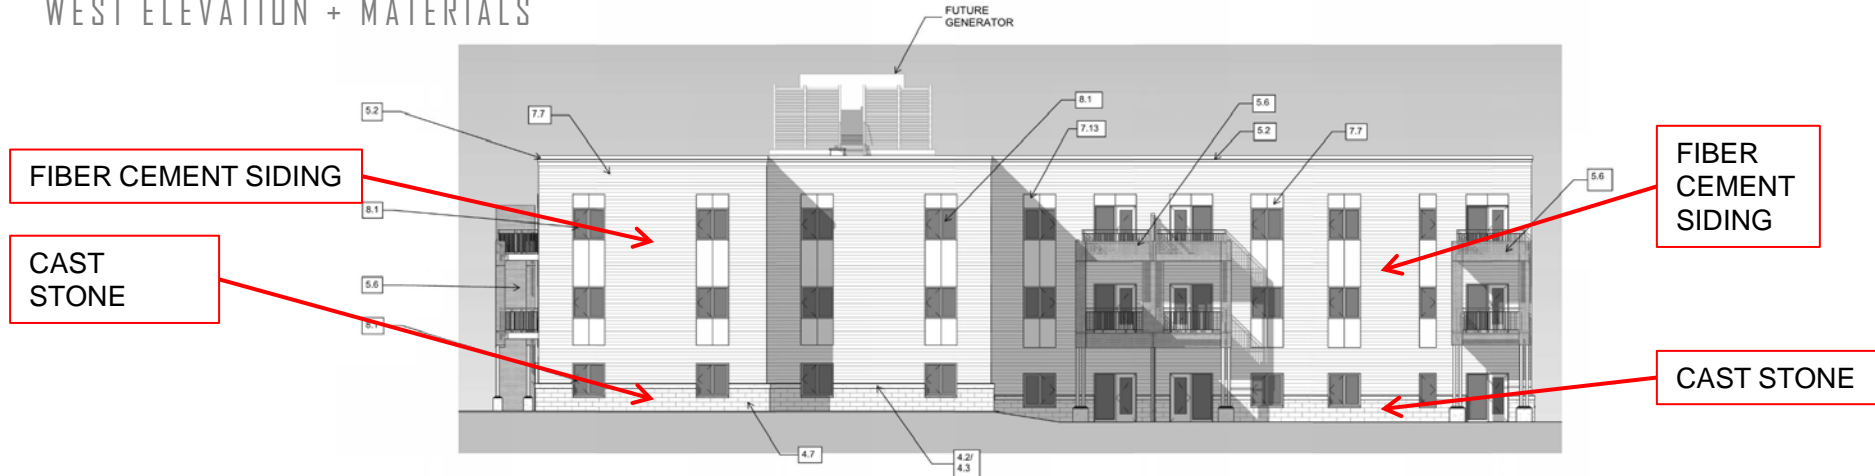 WEST ELEVATION + MATERIALS
FUTURE
GENERATOR
5.2
7.7
8.1
5.6
7.13
5.2
7.7
FIBER CEMENT SIDING
FIBER
CEMENT
SIDING
5.6
8.1
CAST
STONE
5.6
8.1
CAST STONE
4.7
4.2/
4.3